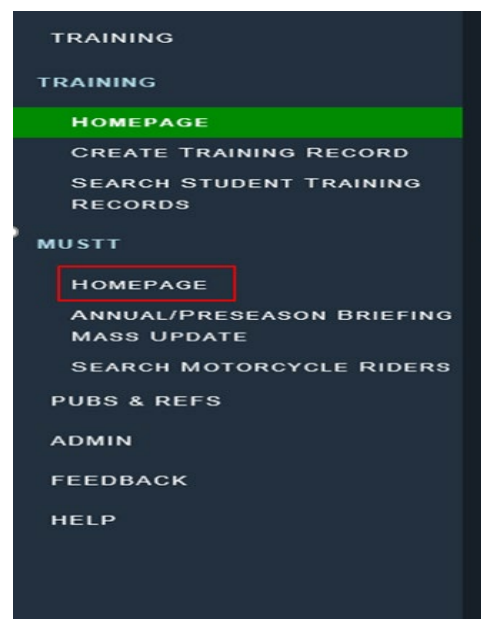 TRAINING
TRAINING
HOMEPAGE
CREATE TRAINING RECORD
SEARCH STUDENT TRAINING
RECORDS
MUSTT
HOMEPAGE
ANNUAL/PRESEASON BRIEFING
MASS UPDATE
SEARCH MOTORCYCLE RIDERS
PUBS & REFS
ADMIN
FEEDBACK
HELP